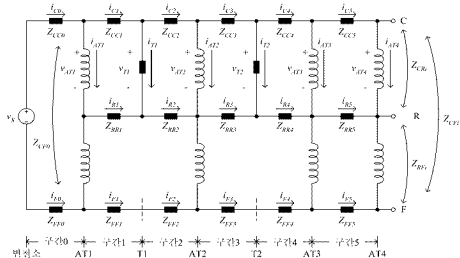 i_C0 i_C1 i_C2 i_C3 i_C4 i_C5 C
Z_CC0 Z_CC1 Z_CC2 Z_CC3 Z_CC4 Z_CC5
i_AT1 i_T1 i_AT2 i_T2 i_AT3 i_AT4
v_AT1 v_T1 v_AT2 v_T2 v_AT3 v_AT4
Z_CRi
v_S
i_R1 i_R2 i_R3 i_R4 i_R5 R
Z_CF0 Z_RR1 Z_RR2 Z_RR3 Z_RR4 Z_RR5
Z_CFi
Z_RFi
i_F0 i_F1 i_F2 i_F3 i_F4 i_F5 F
Z_FF0 Z_FF1 Z_FF2 Z_FF3 Z_FF4 Z_FF5
구간0 구간1 구간2 구간3 구간4 구간5
변전소 AT1 T1 AT2 T2 AT3 AT4